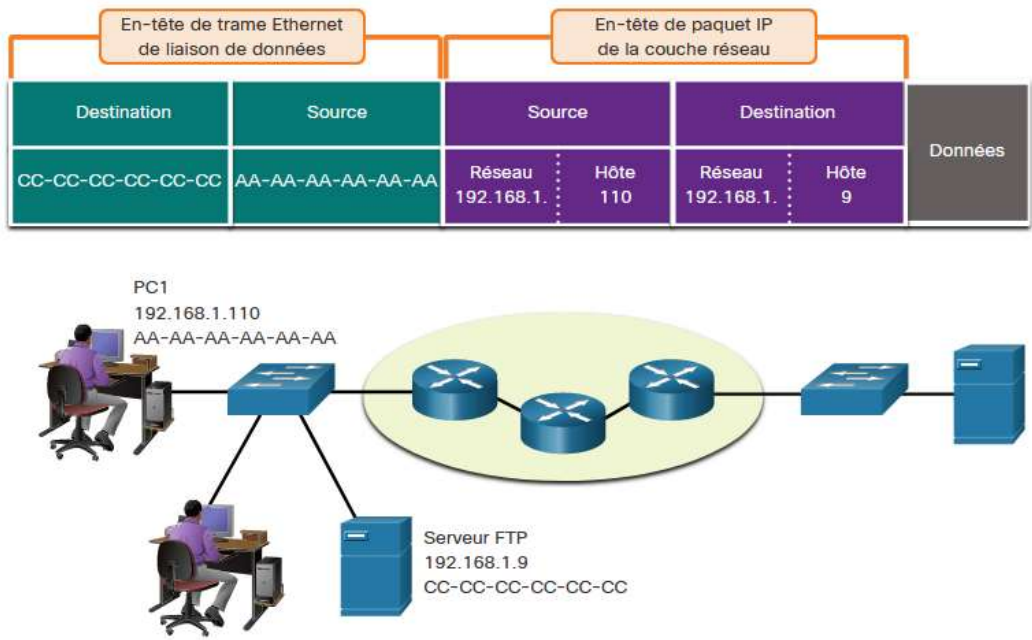 En-tête de trame Ethernet
de liaison de données
En-tête de paquet IP
de la couche réseau
Destination
Source
Source
Destination
Données
CC-CC-CC-CC-CC-CC
AA-AA-AA-AA-AA-AA
Réseau
192.168.1.
Hôte
110
Réseau
192.168.1.
Hôte
9
PC1
192.168.1.110
AA-AA-AA-AA-AA-AA
Serveur FTP
192.168.1.9
CC-CC-CC-CC-CC-CC